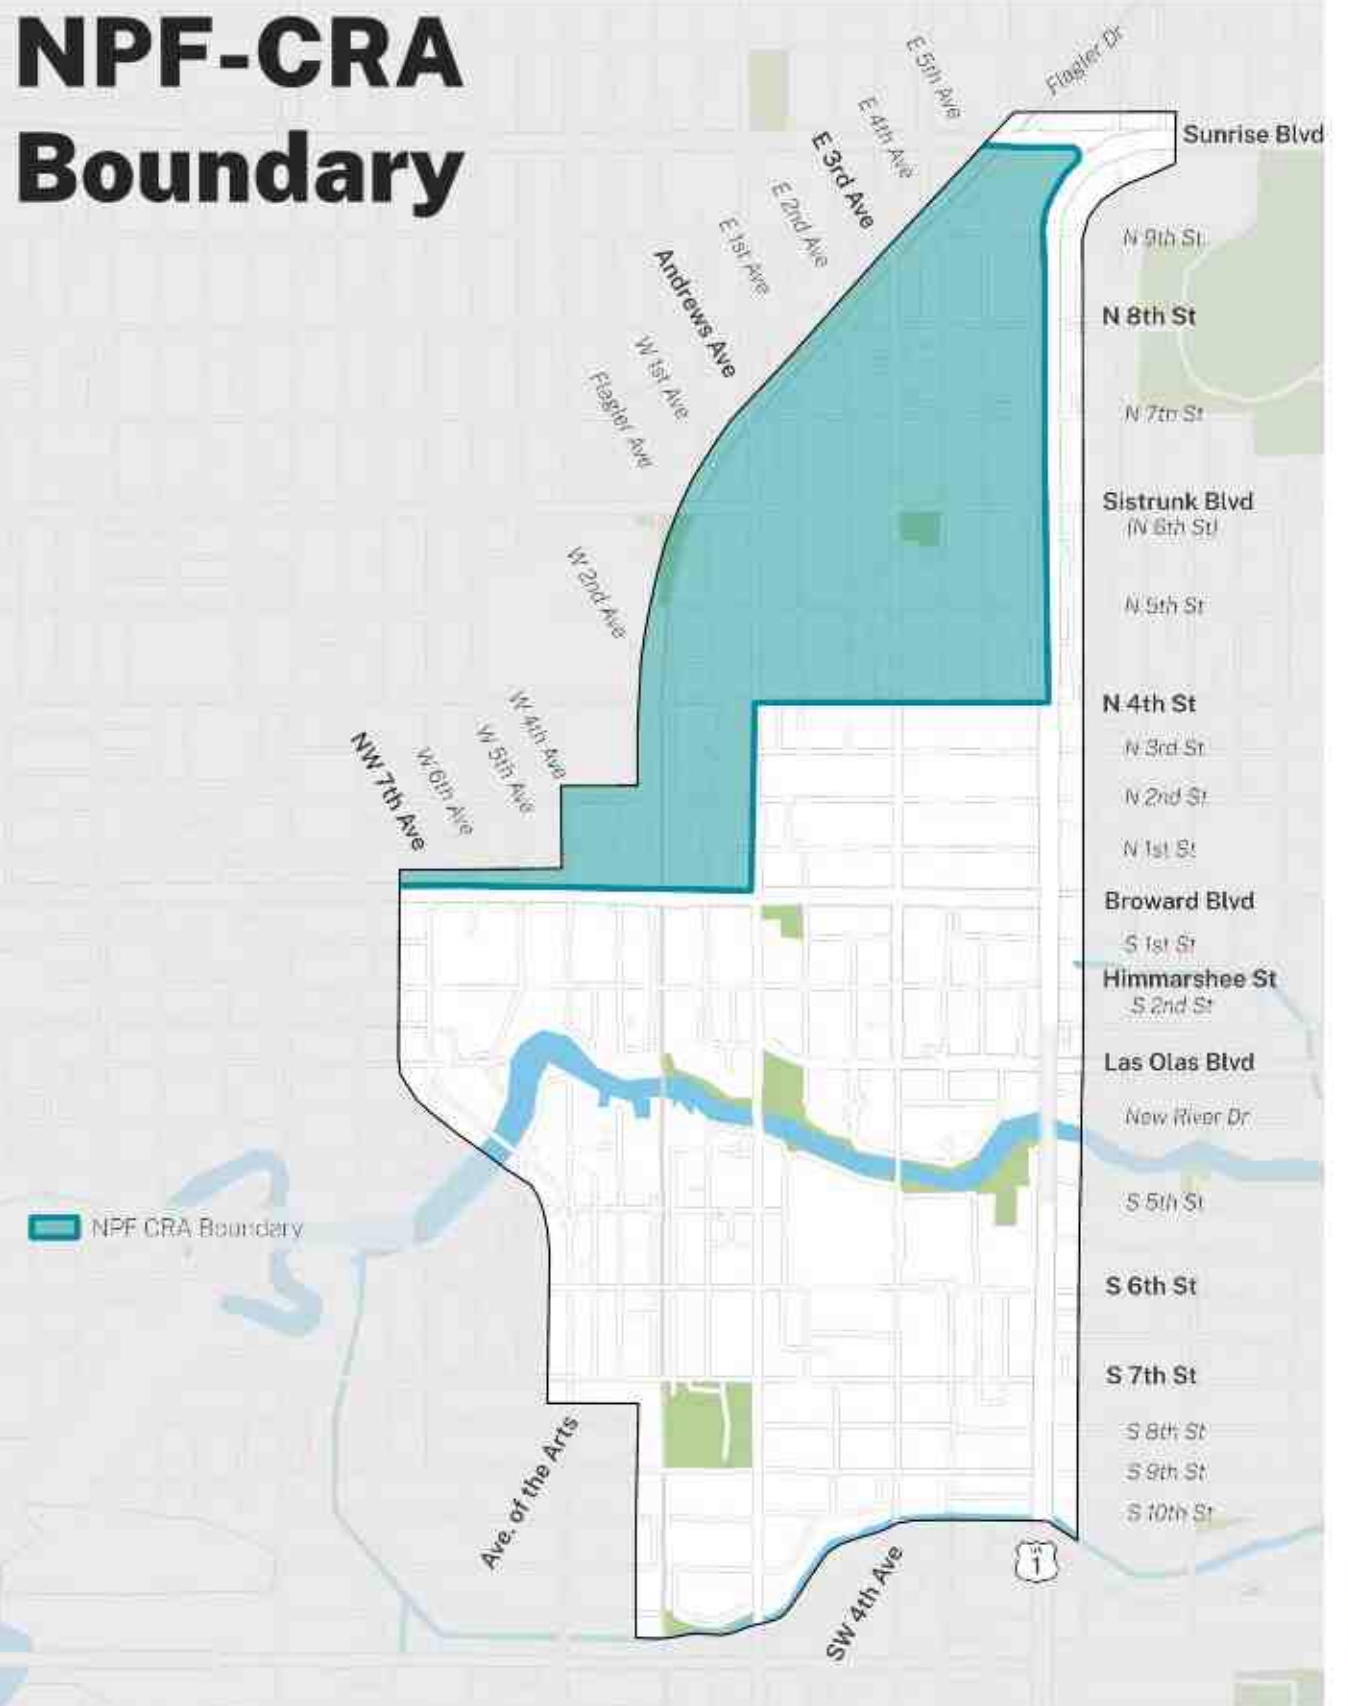 NPF-CRA
Boundary
Flagler Dr
E 5th Ave
E 4th Ave
E 3rd Ave
E 2nd Ave
E 1st Ave
Andrews Ave
W 1st Ave
Flagler Ave
W 2nd Ave
W 4th Ave
W 5th Ave
W 6th Ave
NW 7th Ave
Sunrise Blvd
N 9th St
N 8th St
N 7th St
Sistrunk Blvd
(N 6th St)
N 5th St
N 4th St
N 3rd St
N 2nd St
N 1st St
Broward Blvd
S 1st St
Himmarshee St
S 2nd St
Las Olas Blvd
New River Dr
S 5th St
S 6th St
S 7th St
S 8th St
S 9th St
S 10th St
NPF CRA Boundary
Ave. of the Arts
SW 4th Ave
US
1